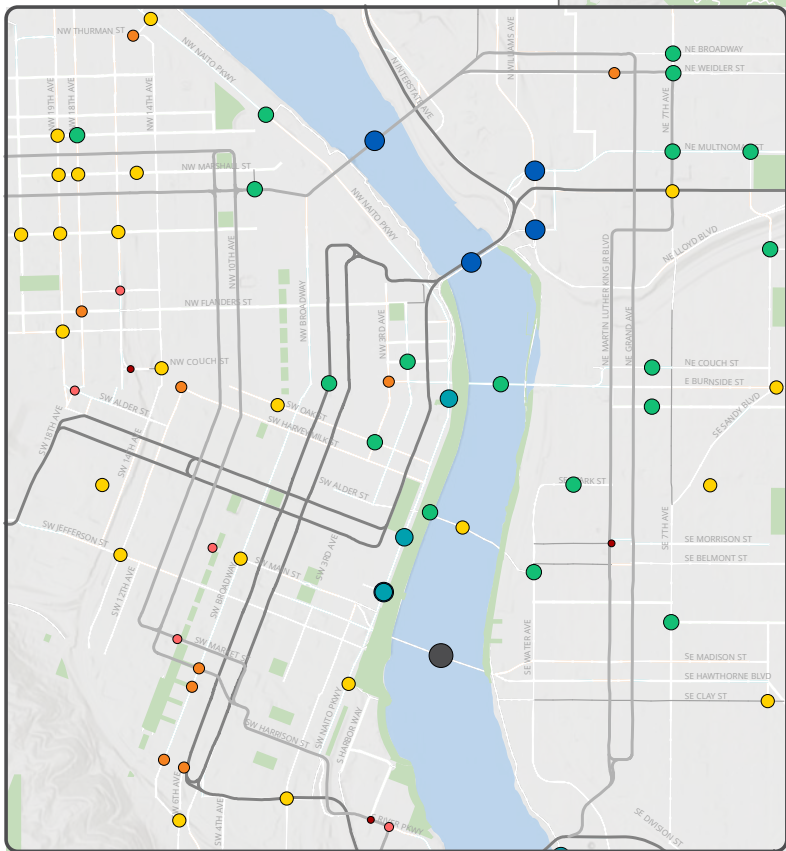 NW THURMAN ST
NW NAITO PKWY
N WILLIAMS AVE
NE BROADWAY
NE WEIDLER ST
N INTERSTATE AVE
NW 19TH AVE
NW 18TH AVE
NW 14TH AVE
NE 7TH AVE
NE MULTNOMAH ST
NW MARSHALL ST
NW NAITO PKWY
NW 10TH AVE
NE LLOYD BLVD
NE MARTIN LUTHER KING JR BLVD
NE GRAND AVE
NW FLANDERS ST
NW BROADWAY
NW 3RD AVE
NW COUCH ST
NE COUCH ST
E BURNSIDE ST
SE SANDY BLVD
SW 18TH AVE
SW ALDER ST
SW OAK ST
SW HARVEY MILK ST
SW 14TH AVE
SW ALDER ST
SE STARK ST
SE 7TH AVE
SW JEFFERSON ST
SE MORRISON ST
SE BELMONT ST
SW 12TH AVE
SW BROADWAY
SW MAIN ST
SW 3RD AVE
SE WATER AVE
SW MARKET ST
SE MADISON ST
SE HAWTHORNE BLVD
SE CLAY ST
SW NAITO PKWY
S HARBOR WAY
SW HARRISON ST
SW 6TH AVE
SW 4TH AVE
S RIVER PKWY
SE DIVISION ST